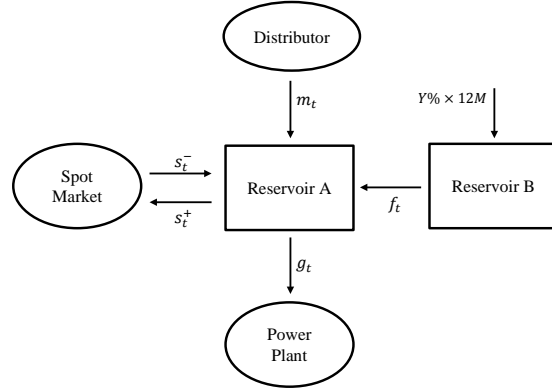 Distributor
m_t
Y% × 12M
Spot
Market
s_t^-
s_t^+
Reservoir A
f_t
Reservoir B
g_t
Power
Plant